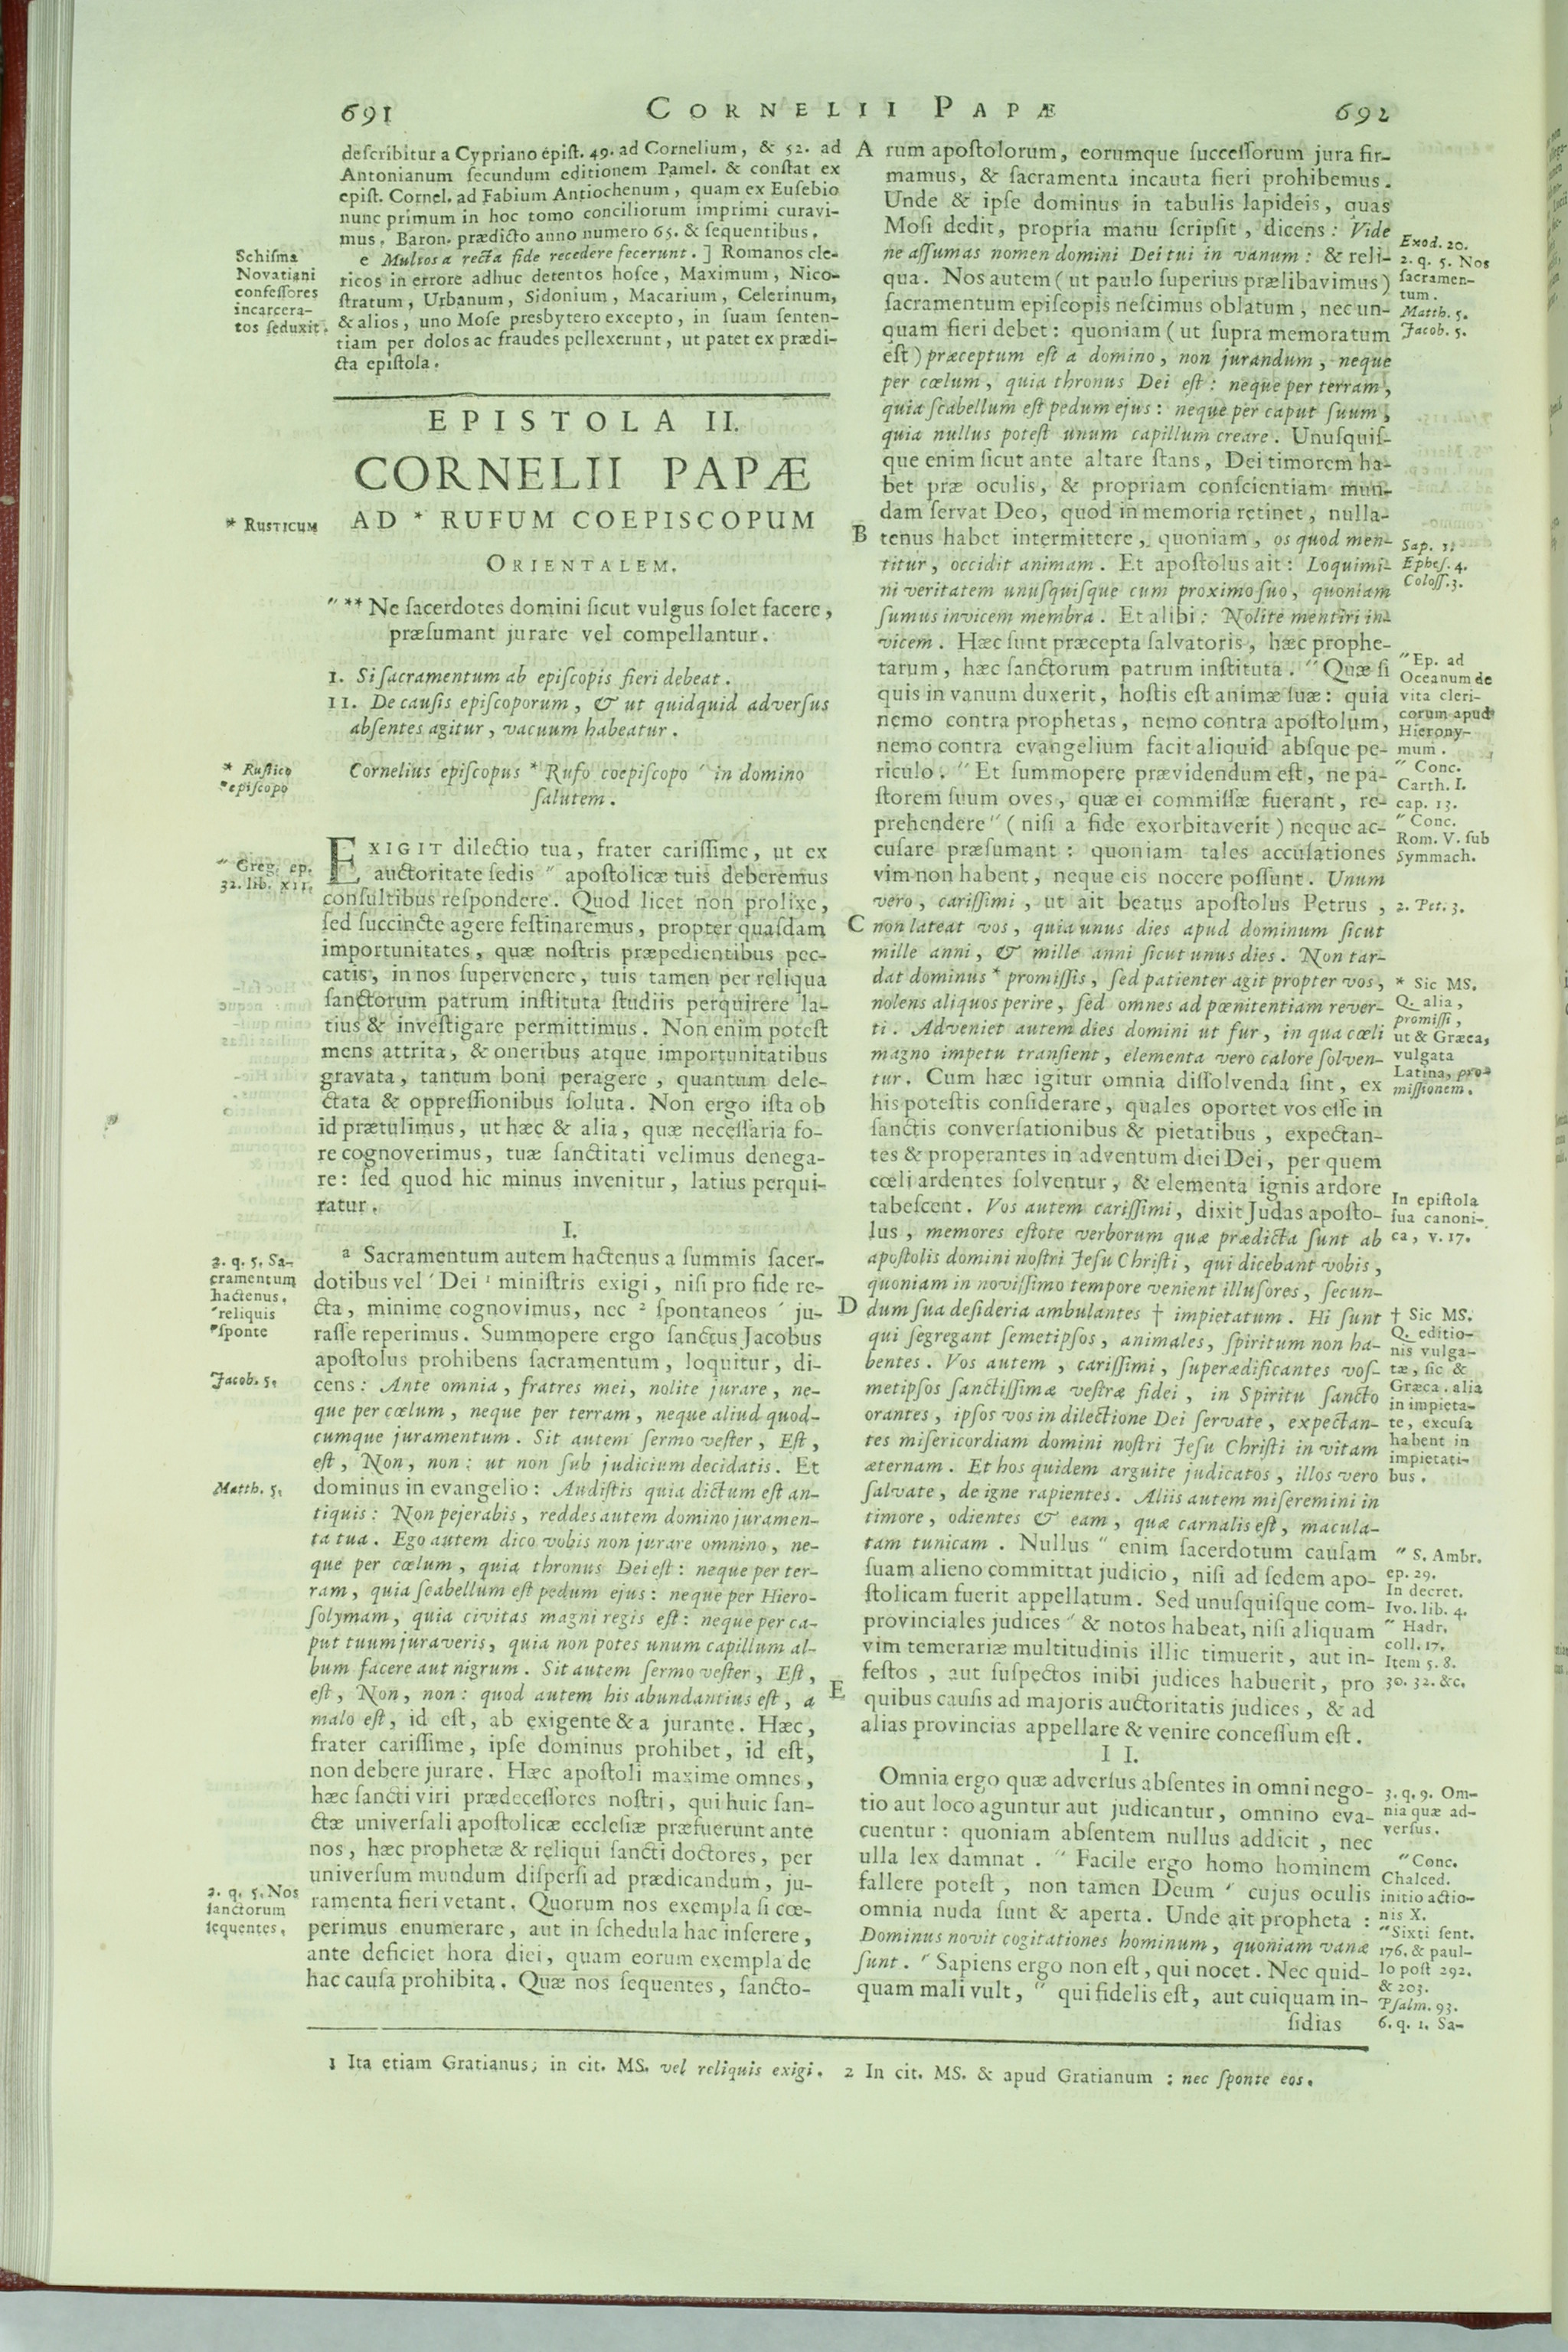 691
CORNELII PAPÆ
692
deſcribitur a Cypriano epiſt. 49. ad Cornelium, & 52. ad
Antonianum ſecundum editionem Pamel. & conſtat ex
epiſt. Cornel. ad Fabium Antiochenum, quam ex Euſebio
nunc primum in hoc tomo conciliorum imprimi curavi-
mus. Baron. prædicto anno numero 65. & ſequentibus.
e Multos a recta fide recedere fecerunt. ] Romanos cle-
ricos in errore adhuc detentos hoſce, Maximum, Nico-
ſtratum, Urbanum, Sidonium, Macarium, Celerinum,
& alios, uno Moſe presbytero excepto, in ſuam ſenten-
tiam per dolos ac fraudes pellexerunt, ut patet ex prædi-
cta epiſtola.
Schiſma
Novatiani
confeſſores
incarcera-
tos ſeduxit.
EPISTOLA II.
CORNELII PAPÆ
AD * RUFUM COEPISCOPUM
ORIENTALEM.
* RUSTICUM
" ** Ne ſacerdotes domini ſicut vulgus ſolet facere,
præſumant jurare vel compellantur.
I. Si ſacramentum ab epiſcopis fieri debeat.
II. De cauſis epiſcoporum, & ut quidquid adverſus
abſentes agitur, vacuum habeatur.
Cornelius epiſcopus * Rufo coepiſcopo ' in domino
ſalutem.
* Ruſtico
"epiſcopo
EXIGIT dilectio tua, frater cariſſime, ut ex
auctoritate ſedis " apoſtolicæ tuis deberemus
conſultibus reſpondere. Quod licet non prolixe,
ſed ſuccincte agere feſtinaremus, propter quaſdam
importunitates, quæ noſtris præpedientibus pec-
catis, in nos ſupervenere, tuis tamen per reliqua
ſanctorum patrum inſtituta ſtudiis perquirere la-
tius & inveſtigare permittimus. Non enim poteſt
mens attrita, & oneribus atque importunitatibus
gravata, tantum boni peragere, quantum dele-
ctata & oppreſſionibus ſoluta. Non ergo iſta ob
id prætulimus, ut hæc & alia, quæ neceſſaria fo-
re cognoverimus, tuæ ſanctitati velimus denega-
re: ſed quod hic minus invenitur, latius perqui-
ratur.
" Greg. ep.
32. lib. XII.
I.
a Sacramentum autem hactenus a ſummis ſacer-
dotibus vel ' Dei 1 miniſtris exigi, niſi pro fide re-
cta, minime cognovimus, nec 2 ſpontaneos ' ju-
raſſe reperimus. Summopere ergo ſanctus Jacobus
apoſtolus prohibens ſacramentum, loquitur, di-
cens: Ante omnia, fratres mei, nolite jurare, ne-
que per cœlum, neque per terram, neque aliud quod-
cumque juramentum. Sit autem ſermo veſter, Eſt,
eſt, Non, non: ut non ſub judicium decidatis. Et
dominus in evangelio: Audiſtis quia dictum eſt an-
tiquis: Non pejerabis, reddes autem domino juramen-
ta tua. Ego autem dico vobis non jurare omnino, ne-
que per cœlum, quia thronus Dei eſt: neque per ter-
ram, quia ſcabellum eſt pedum ejus: neque per Hiero-
ſolymam, quia civitas magni regis eſt: neque per ca-
put tuum juraveris, quia non potes unum capillum al-
bum facere aut nigrum. Sit autem ſermo veſter, Eſt,
eſt, Non, non: quod autem his abundantius eſt, a
malo eſt, id eſt, ab exigente & a jurante. Hæc,
frater cariſſime, ipſe dominus prohibet, id eſt,
non debere jurare. Hæc apoſtoli maxime omnes,
hæc ſancti viri prædeceſſores noſtri, qui huic ſan-
ctæ univerſali apoſtolicæ eccleſiæ præfuerunt ante
nos, hæc prophetæ & reliqui ſancti doctores, per
univerſum mundum diſperſi ad prædicandum, ju-
ramenta fieri vetant. Quorum nos exempla ſi cœ-
perimus enumerare, aut in ſchedula hac inſerere,
ante deficiet hora diei, quam eorum exempla de
hac cauſa prohibita. Quæ nos ſequentes, ſancto-
2. q. 5. Sa-
cramentum
hactenus.
'reliquis
"ſponte
Jacob. 5.
Matth. 5.
2. q. 5. Nos
ſanctorum
ſequentes.
A rum apoſtolorum, eorumque ſucceſſorum jura fir-
mamus, & ſacramenta incauta fieri prohibemus.
Unde & ipſe dominus in tabulis lapideis, quas
Moſi dedit, propria manu ſcripſit, dicens: Vide
ne aſſumas nomen domini Dei tui in vanum: & reli-
qua. Nos autem ( ut paulo ſuperius prælibavimus )
ſacramentum epiſcopis neſcimus oblatum, nec un-
quam fieri debet: quoniam ( ut ſupra memoratum
eſt ) præceptum eſt a domino, non jurandum, neque
per cœlum, quia thronus Dei eſt: neque per terram,
quia ſcabellum eſt pedum ejus: neque per caput ſuum,
quia nullus poteſt unum capillum creare. Unuſquiſ-
que enim ſicut ante altare ſtans, Dei timorem ha-
bet præ oculis, & propriam conſcientiam mun-
dam ſervat Deo, quod in memoria retinet, nulla-
B tenus habet intermittere, quoniam, os quod men-
titur, occidit animam. Et apoſtolus ait: Loquimi-
ni veritatem unuſquiſque cum proximo ſuo, quoniam
ſumus invicem membra. Et alibi: Nolite mentiri in-
vicem. Hæc ſunt præcepta ſalvatoris, hæc prophe-
tarum, hæc ſanctorum patrum inſtituta. " Quæ ſi
quis in vanum duxerit, hoſtis eſt animæ ſuæ: quia
nemo contra prophetas, nemo contra apoſtolum,
nemo contra evangelium facit aliquid abſque pe-
riculo. " Et ſummopere prævidendum eſt, ne pa-
ſtorem ſuum oves, quæ ei commiſſæ fuerant, re-
prehendere " ( niſi a fide exorbitaverit ) neque ac-
cuſare præſumant: quoniam tales accuſationes
vim non habent, neque eis nocere poſſunt. Unum
vero, cariſſimi, ut ait beatus apoſtolus Petrus,
C non lateat vos, quia unus dies apud dominum ſicut
mille anni, & mille anni ſicut unus dies. Non tar-
dat dominus * promiſſis, ſed patienter agit propter vos,
nolens aliquos perire, ſed omnes ad pœnitentiam rever-
ti. Adveniet autem dies domini ut fur, in qua cœli
magno impetu tranſient, elementa vero calore ſolven-
tur. Cum hæc igitur omnia diſſolvenda ſint, ex
his poteſtis conſiderare, quales oportet vos eſſe in
ſanctis converſationibus & pietatibus, expectan-
tes & properantes in adventum diei Dei, per quem
cœli ardentes ſolventur, & elementa ignis ardore
tabeſcent. Vos autem cariſſimi, dixit Judas apoſto-
lus, memores eſtote verborum quæ prædicta ſunt ab
apoſtolis domini noſtri Jeſu Chriſti, qui dicebant vobis,
quoniam in noviſſimo tempore venient illuſores, ſecun-
D dum ſua deſideria ambulantes † impietatum. Hi ſunt
qui ſegregant ſemetipſos, animales, ſpiritum non ha-
bentes. Vos autem, cariſſimi, ſuperædificantes voſ-
metipſos ſanctiſſimæ veſtræ fidei, in Spiritu ſancto
orantes, ipſos vos in dilectione Dei ſervate, expectan-
tes miſericordiam domini noſtri Jeſu Chriſti in vitam
æternam. Et hos quidem arguite judicatos, illos vero
ſalvate, de igne rapientes. Aliis autem miſeremini in
timore, odientes & eam, quæ carnalis eſt, macula-
tam tunicam. Nullus " enim ſacerdotum cauſam
ſuam alieno committat judicio, niſi ad ſedem apo-
ſtolicam fuerit appellatum. Sed unuſquiſque com-
provinciales judices " & notos habeat, niſi aliquam
vim temerariæ multitudinis illic timuerit, aut in-
feſtos, aut ſuſpectos inibi judices habuerit, pro
E quibus cauſis ad majoris auctoritatis judices, & ad
alias provincias appellare & venire conceſſum eſt.
II.
Omnia ergo quæ adverſus abſentes in omni nego-
tio aut loco aguntur aut judicantur, omnino eva-
cuentur: quoniam abſentem nullus addicit, nec
ulla lex damnat. " Facile ergo homo hominem
fallere poteſt, non tamen Deum ' cujus oculis
omnia nuda ſunt & aperta. Unde ait propheta:
Dominus novit cogitationes hominum, quoniam vanæ
ſunt. " Sapiens ergo non eſt, qui nocet. Nec quid-
quam mali vult, " qui fidelis eſt, aut cuiquam in-
ſidias
Exod. 20.
2. q. 5. Nos
ſacramen-
tum.
Matth. 5.
Jacob. 5.
Sap. 1.
Epheſ. 4.
Coloſſ. 3.
"Ep. ad
Oceanum de
vita cleri-
corum apud
Hierony-
mum.
" Conc.
Carth. I.
cap. 13.
" Conc.
Rom. V. ſub
Symmach.
2. Pet. 3.
* Sic MS.
Q. alia,
promiſſi,
ut & Græca,
vulgata
Latina, pro-
miſſionem.
In epiſtola
ſua canoni-
ca, v. 17.
† Sic MS.
Q. editio-
nis vulga-
tæ, ſic &
Græca. alia
in impieta-
te, excuſa
habent in
impietati-
bus.
" S. Ambr.
ep. 29.
In decret.
Ivo. lib. 4.
" Hadr.
coll. 17.
Item 5. 8.
30. 32. &c.
3. q. 9. Om-
nia quæ ad-
verſus.
"Conc.
Chalced.
initio actio-
nis X.
"Sixti ſent.
176. & paul-
lo poſt 292.
& 203.
Pſalm. 93.
6. q. 1. Sa-
1 Ita etiam Gratianus; in cit. MS. vel reliquis exigi. 2 In cit. MS. & apud Gratianum : nec ſponte eos.